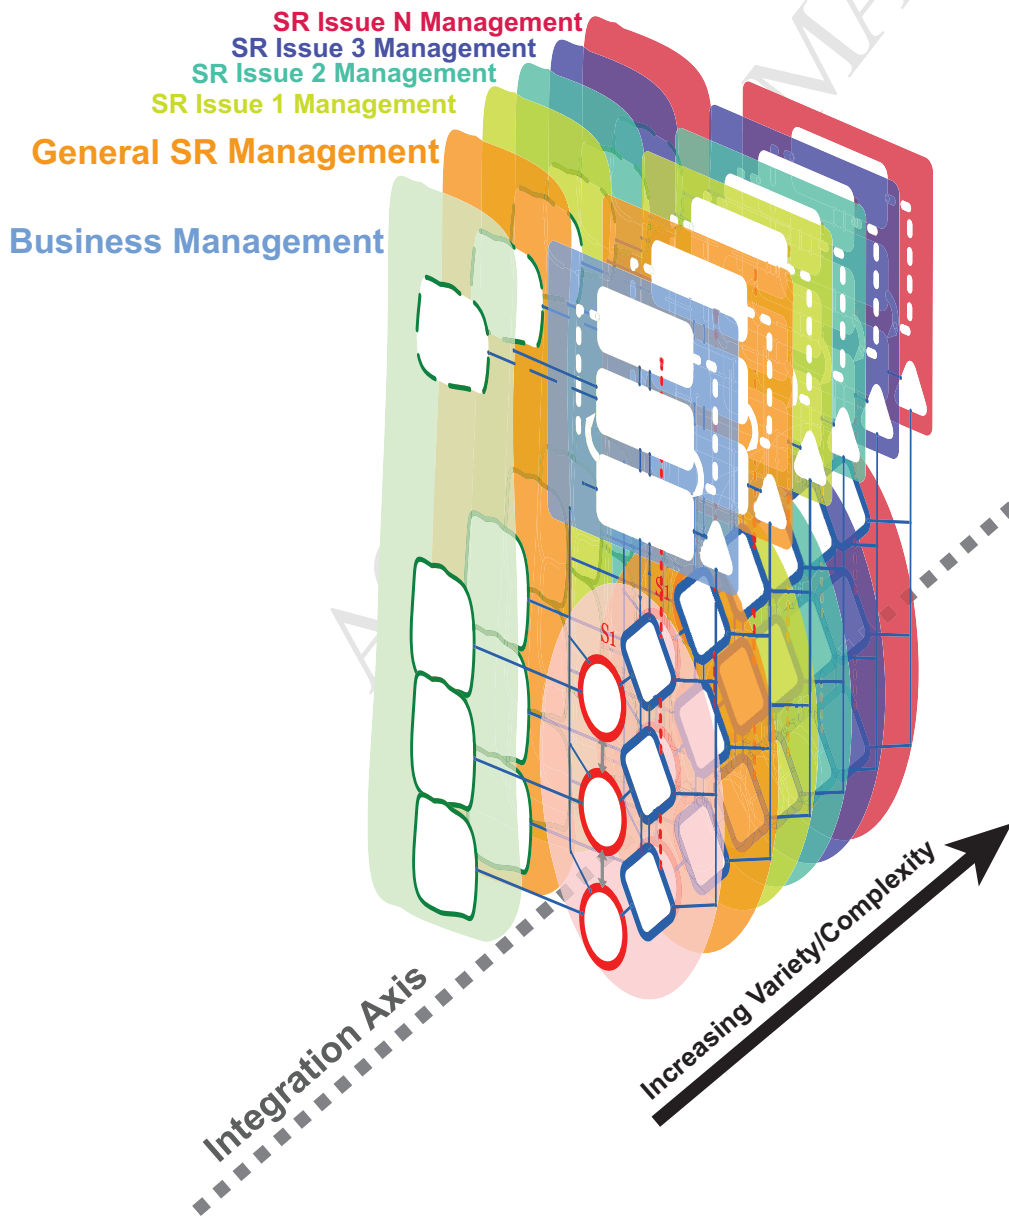 SR Issue N Management
SR Issue 3 Management
SR Issue 2 Management
SR Issue 1 Management
General SR Management
Business Management
S1
S1
Integration Axis
Increasing Variety/Complexity